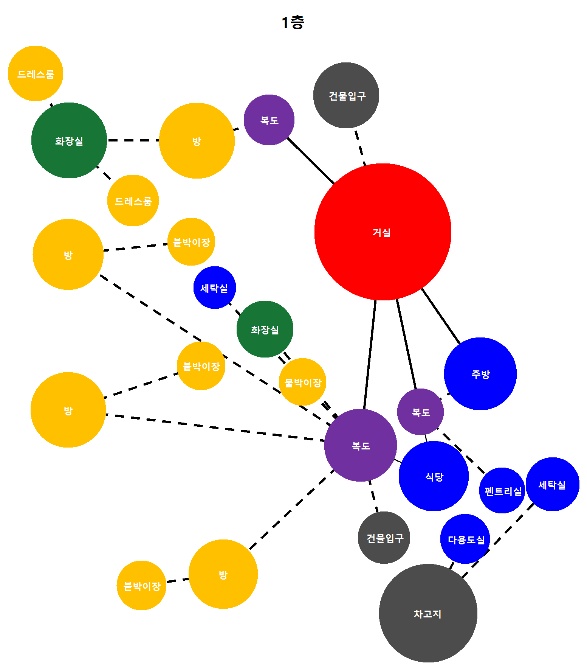 1층
드레스룸
건물입구
화장실
방
복도
드레스룸
거실
방
붙박이장
세탁실
화장실
붙박이장
물박이장
주방
방
복도
복도
식당
펜트리실
세탁실
건물입구
다용도실
방
붙박이장
차고지